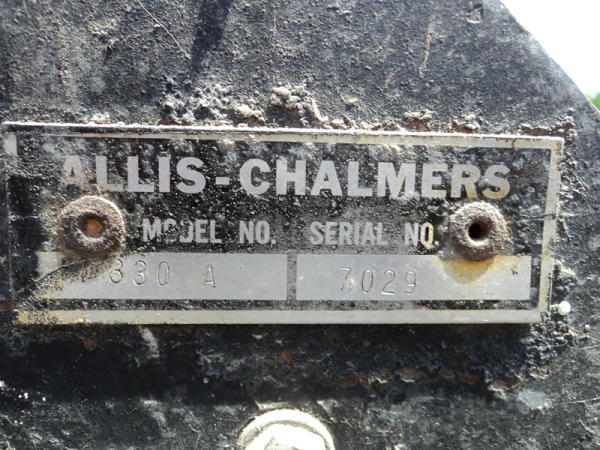 ALLIS-CHALMERS
MODEL NO. SERIAL NO.
330 A 7029